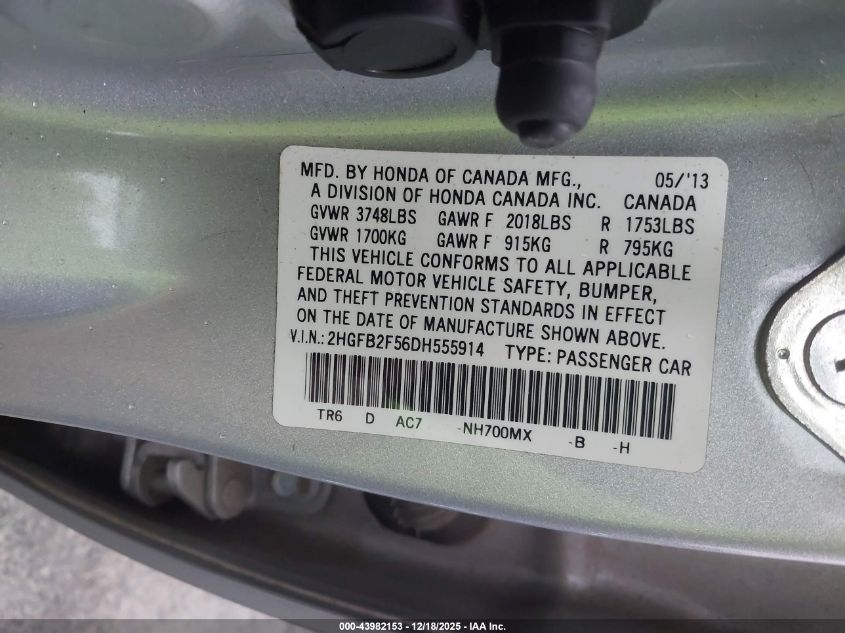 MFD. BY HONDA OF CANADA MFG., 05/'13
A DIVISION OF HONDA CANADA INC. CANADA
GVWR 3748LBS GAWR F 2018LBS R 1753LBS
GVWR 1700KG GAWR F 915KG R 795KG
THIS VEHICLE CONFORMS TO ALL APPLICABLE
FEDERAL MOTOR VEHICLE SAFETY, BUMPER,
AND THEFT PREVENTION STANDARDS IN EFFECT
ON THE DATE OF MANUFACTURE SHOWN ABOVE.
V.I.N.: 2HGFB2F56DH555914 TYPE: PASSENGER CAR
TR6 D AC7 -NH700MX -B -H
000-43982153 - 12/18/2025 - IAA Inc.